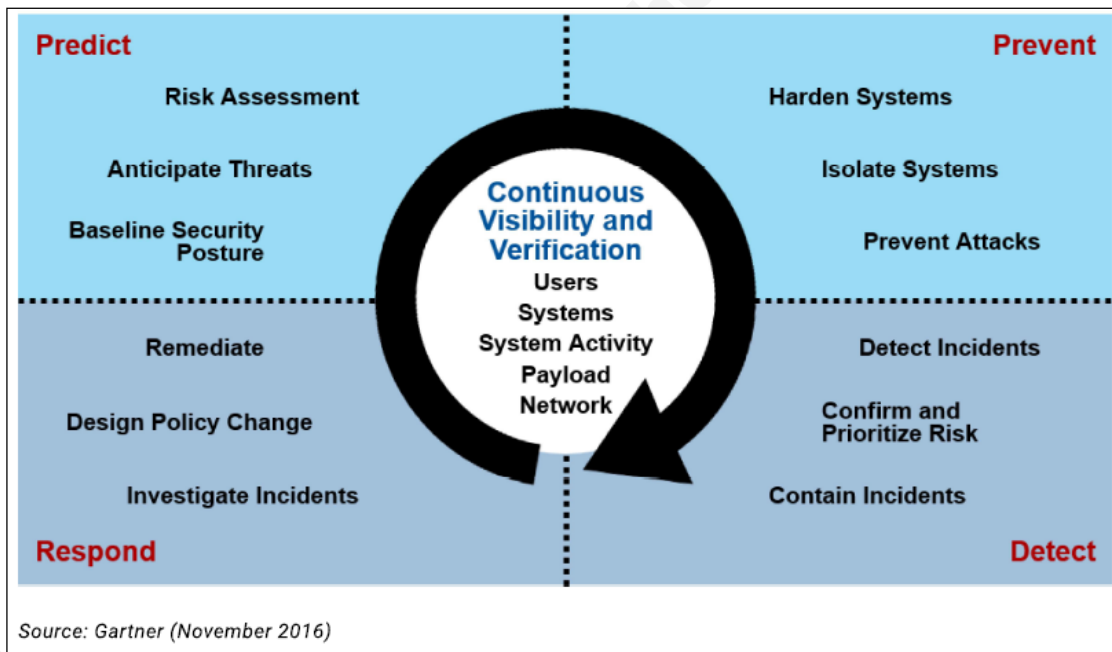 Predict
Risk Assessment
Anticipate Threats
Baseline Security
Posture
Prevent
Harden Systems
Isolate Systems
Prevent Attacks
Continuous
Visibility and
Verification
Users
Systems
System Activity
Payload
Network
Remediate
Design Policy Change
Investigate Incidents
Respond
Detect Incidents
Confirm and
Prioritize Risk
Contain Incidents
Detect
Source: Gartner (November 2016)